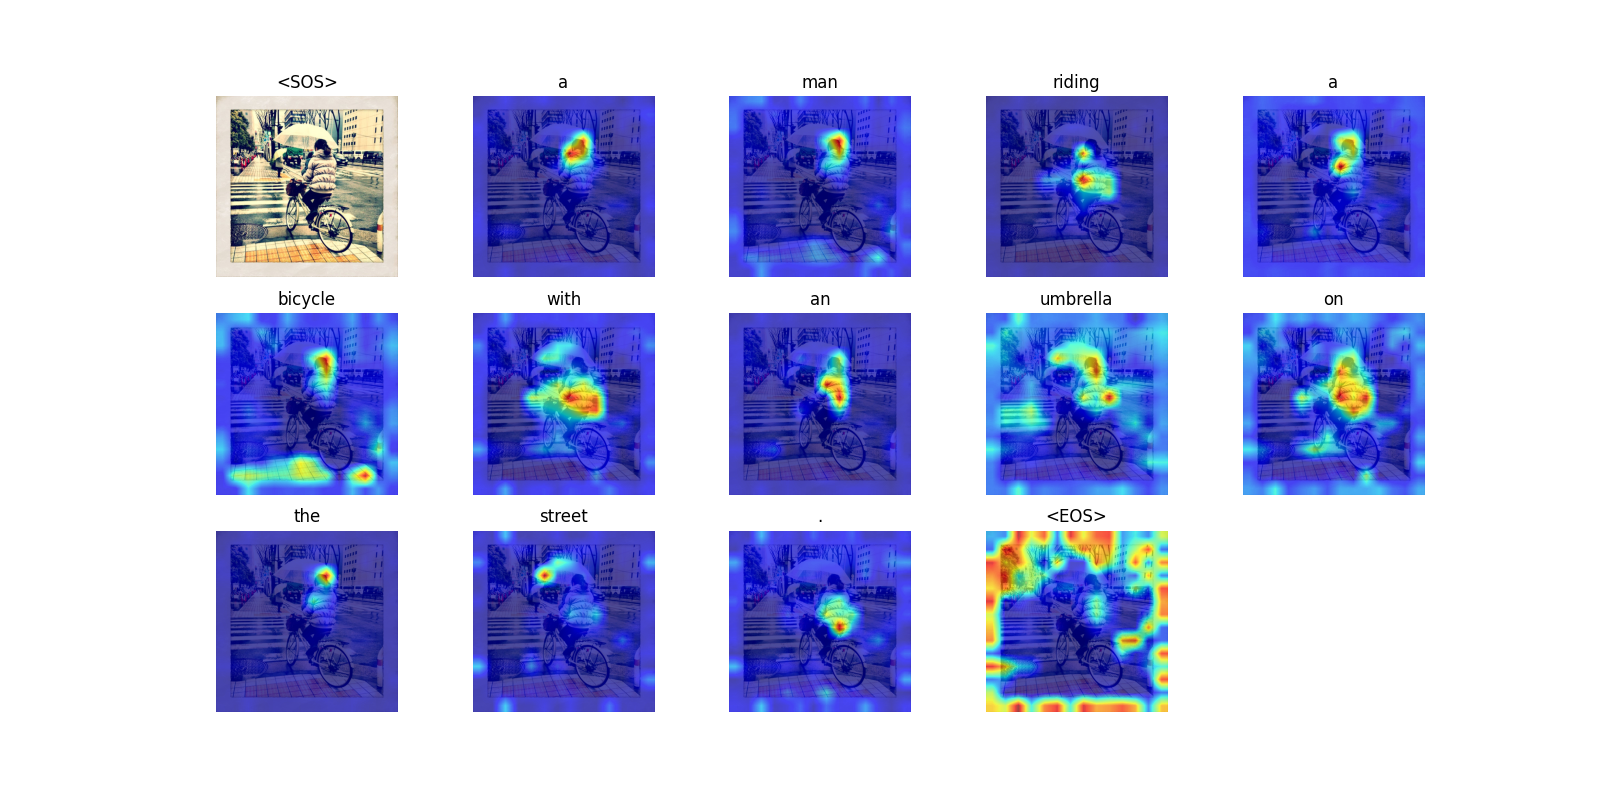 <SOS> a man riding a
bicycle with an umbrella on
the street . <EOS>